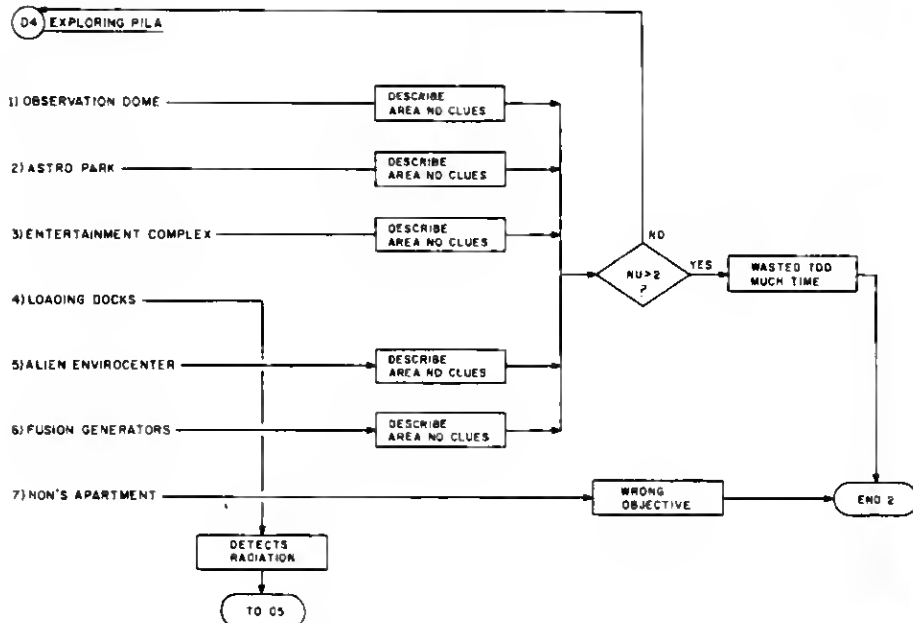 D4 EXPLORING PILA
1) OBSERVATION DOME
DESCRIBE
AREA NO CLUES
2) ASTRO PARK
DESCRIBE
AREA NO CLUES
3) ENTERTAINMENT COMPLEX
DESCRIBE
AREA NO CLUES
NO
NU>2
?
YES
WASTED TOO
MUCH TIME
4) LOADING DOCKS
5) ALIEN ENVIROCENTER
DESCRIBE
AREA NO CLUES
6) FUSION GENERATORS
DESCRIBE
AREA NO CLUES
7) NON'S APARTMENT
WRONG
OBJECTIVE
END 2
DETECTS
RADIATION
TO D5